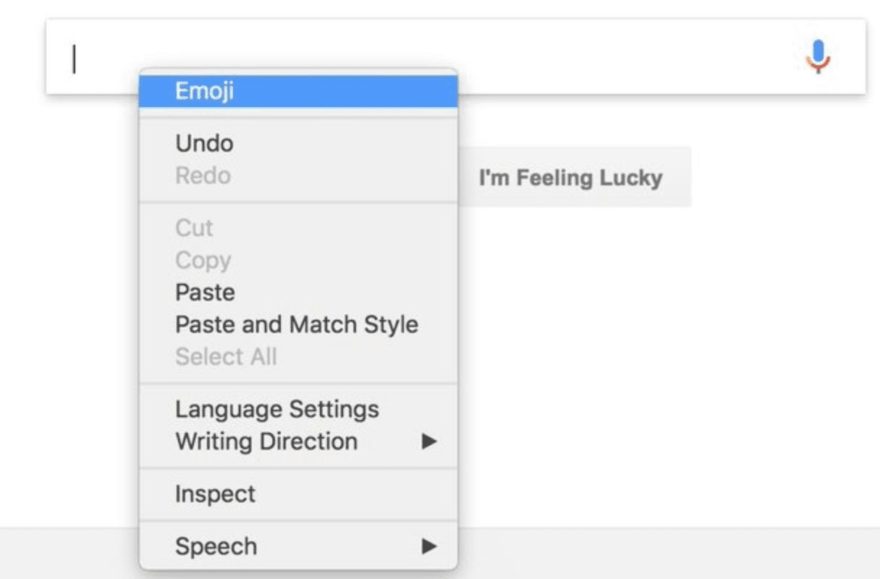 Emoji
Undo
Redo
I'm Feeling Lucky
Cut
Copy
Paste
Paste and Match Style
Select All
Language Settings
Writing Direction
Inspect
Speech